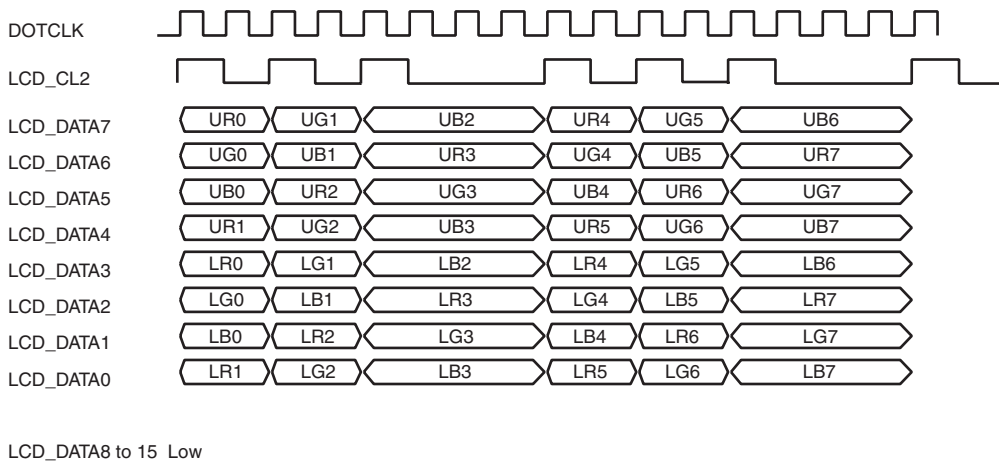 DOTCLK
LCD_CL2
LCD_DATA7 UR0 UG1 UB2 UR4 UG5 UB6
LCD_DATA6 UG0 UB1 UR3 UG4 UB5 UR7
LCD_DATA5 UB0 UR2 UG3 UB4 UR6 UG7
LCD_DATA4 UR1 UG2 UB3 UR5 UG6 UB7
LCD_DATA3 LR0 LG1 LB2 LR4 LG5 LB6
LCD_DATA2 LG0 LB1 LR3 LG4 LB5 LR7
LCD_DATA1 LB0 LR2 LG3 LB4 LR6 LG7
LCD_DATA0 LR1 LG2 LB3 LR5 LG6 LB7
LCD_DATA8 to 15 Low